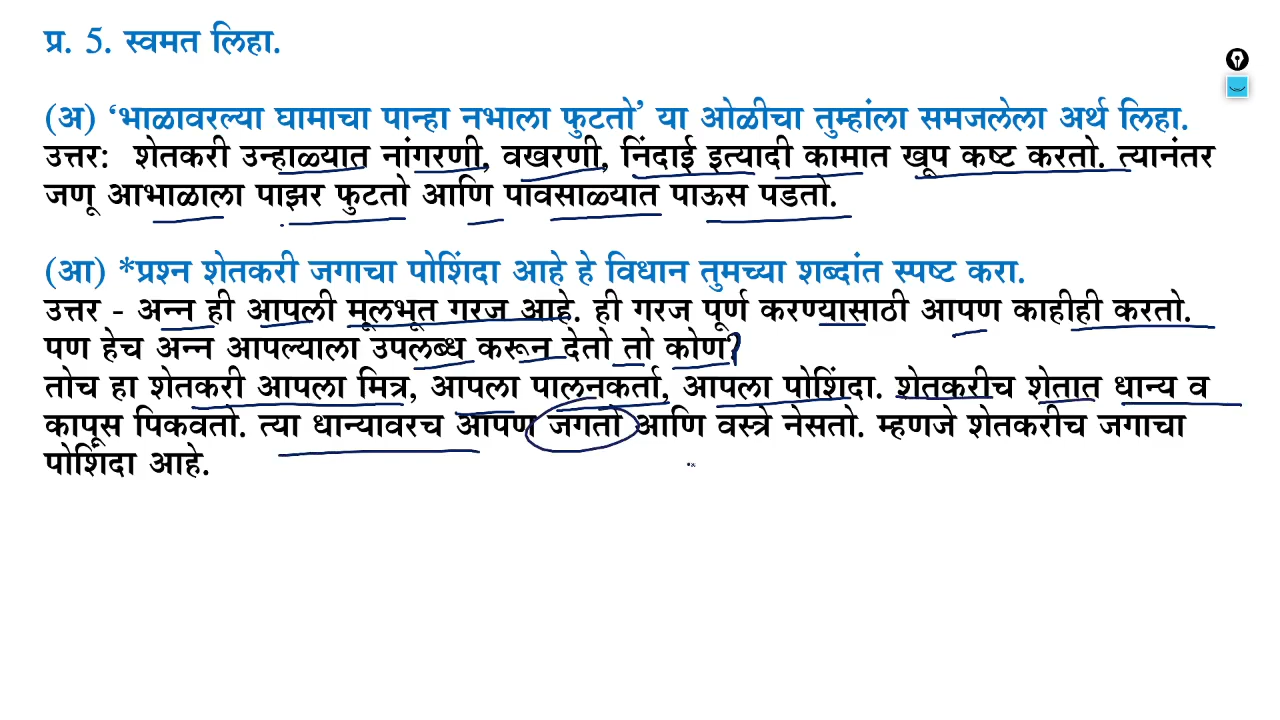 प्र. 5. स्वमत लिहा.
(अ) ‘भाळावरल्या घामाचा पान्हा नभाला फुटतो’ या ओळीचा तुम्हांला समजलेला अर्थ लिहा.
उत्तर: शेतकरी उन्हाळ्यात नांगरणी, वखरणी, निंदाई इत्यादी कामात खूप कष्ट करतो. त्यानंतर
जणू आभाळाला पाझर फुटतो आणि पावसाळ्यात पाऊस पडतो.
(आ) *प्रश्न शेतकरी जगाचा पोशिंदा आहे हे विधान तुमच्या शब्दांत स्पष्ट करा.
उत्तर - अन्न ही आपली मूलभूत गरज आहे. ही गरज पूर्ण करण्यासाठी आपण काहीही करतो.
पण हेच अन्न आपल्याला उपलब्ध करून देतो तो कोण?
तोच हा शेतकरी आपला मित्र, आपला पालनकर्ता, आपला पोशिंदा. शेतकरीच शेतात धान्य व
कापूस पिकवतो. त्या धान्यावरच आपण जगतो आणि वस्त्रे नेसतो. म्हणजे शेतकरीच जगाचा
पोशिंदा आहे.